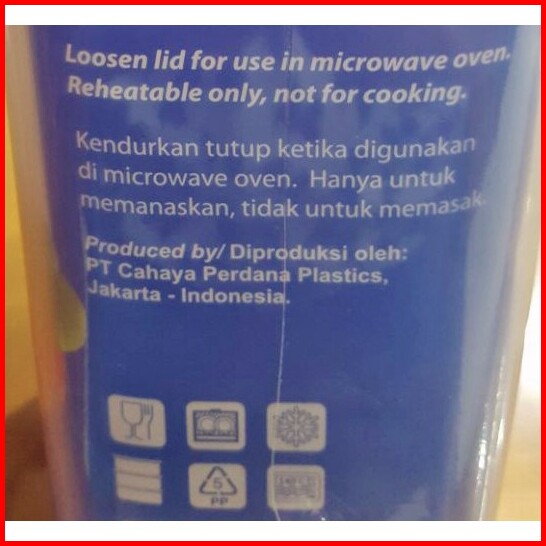 Loosen lid for use in microwave oven.
Reheatable only, not for cooking.
Kendurkan tutup ketika digunakan
di microwave oven. Hanya untuk
memanaskan, tidak untuk memasak.
Produced by/ Diproduksi oleh:
PT Cahaya Perdana Plastics,
Jakarta - Indonesia.
5
PP